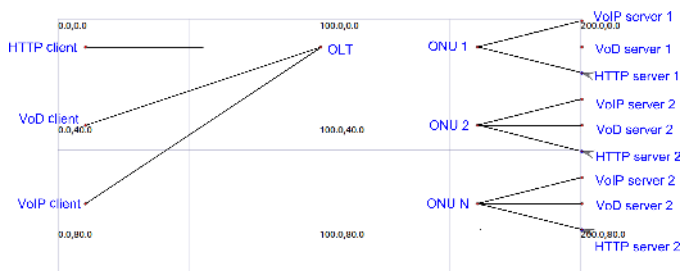 VoIP server 1
0.0,0.0
100.0,0.0
200.0,0.0
HTTP client
OLT
ONU 1
VoD server 1
HTTP server 1
VoIP server 2
VoD client
0.0,40.0
100.0,40.0
ONU 2
VoD server 2
HTTP server 2
VoIP server 2
VoIP client
ONU N
VoD server 2
0.0,80.0
100.0,80.0
200.0,80.0
HTTP server 2